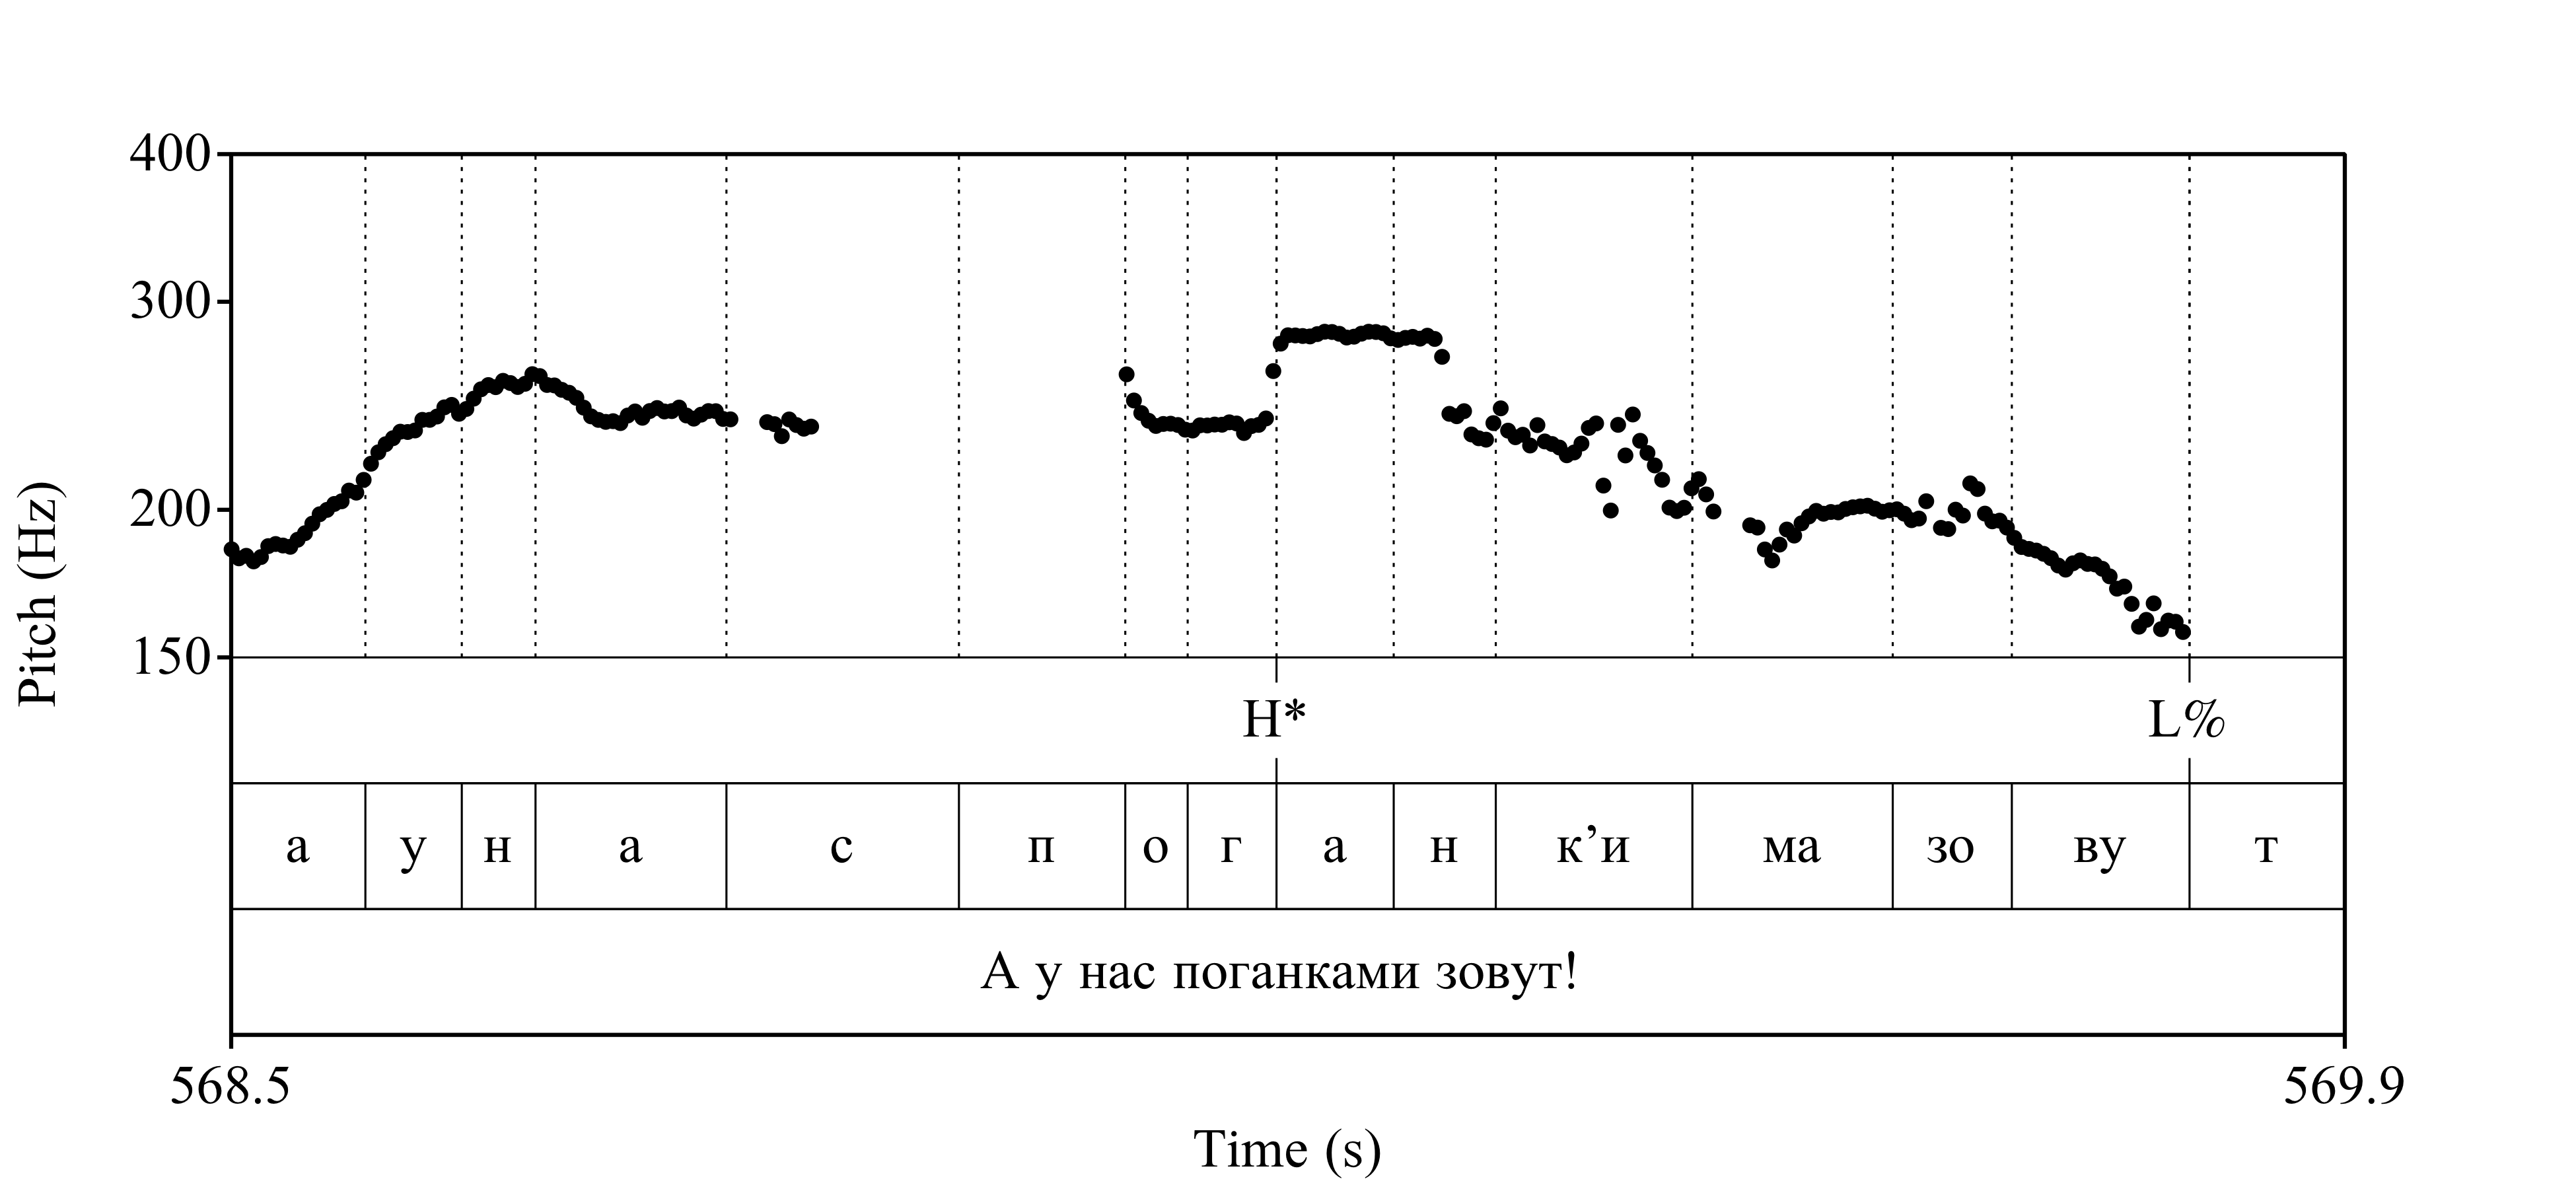 400
300
200
150
Pitch (Hz)
H* L%
а у н а с п о г а н к’и ма зо ву т
А у нас поганками зовут!
568.5 569.9
Time (s)